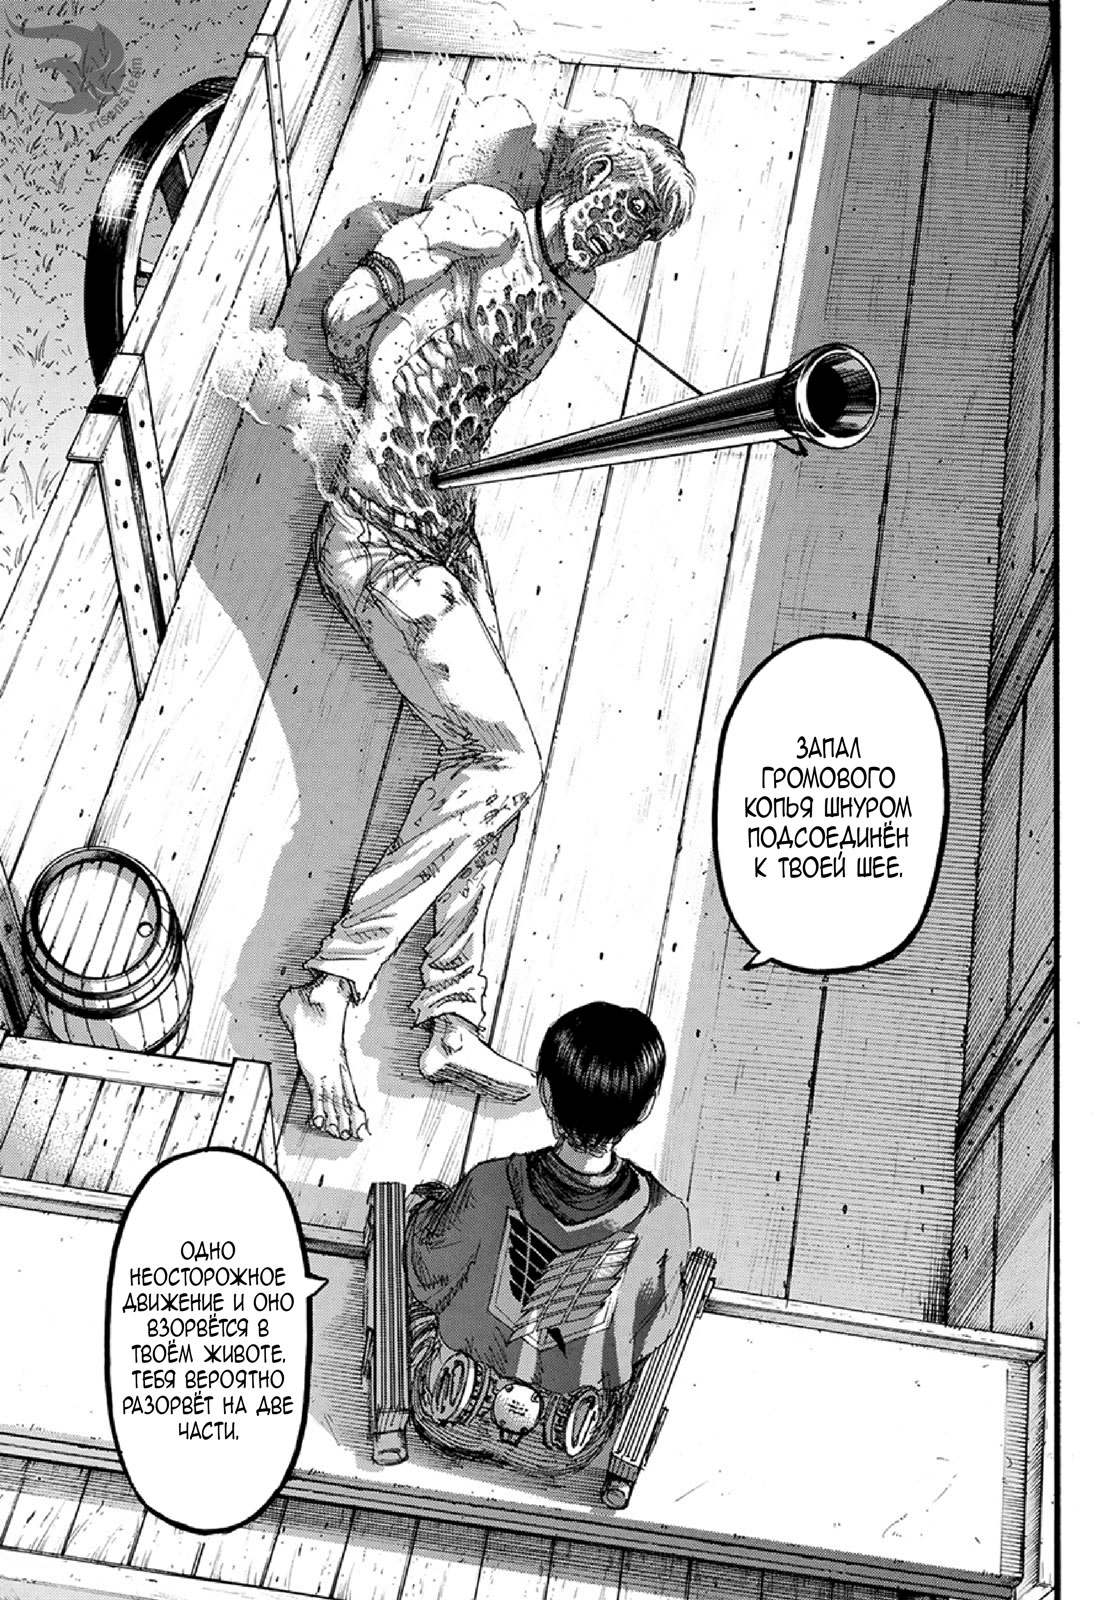 ЗАПАЛ
ГРОМОВОГО
КОПЬЯ ШНУРОМ
ПОДСОЕДИНЁН
К ТВОЕЙ ШЕЕ.
ОДНО
НЕОСТОРОЖНОЕ
ДВИЖЕНИЕ И ОНО
ВЗОРВЁТСЯ В
ТВОЁМ ЖИВОТЕ.
ТЕБЯ ВЕРОЯТНО
РАЗОРВЁТ НА ДВЕ
ЧАСТИ.